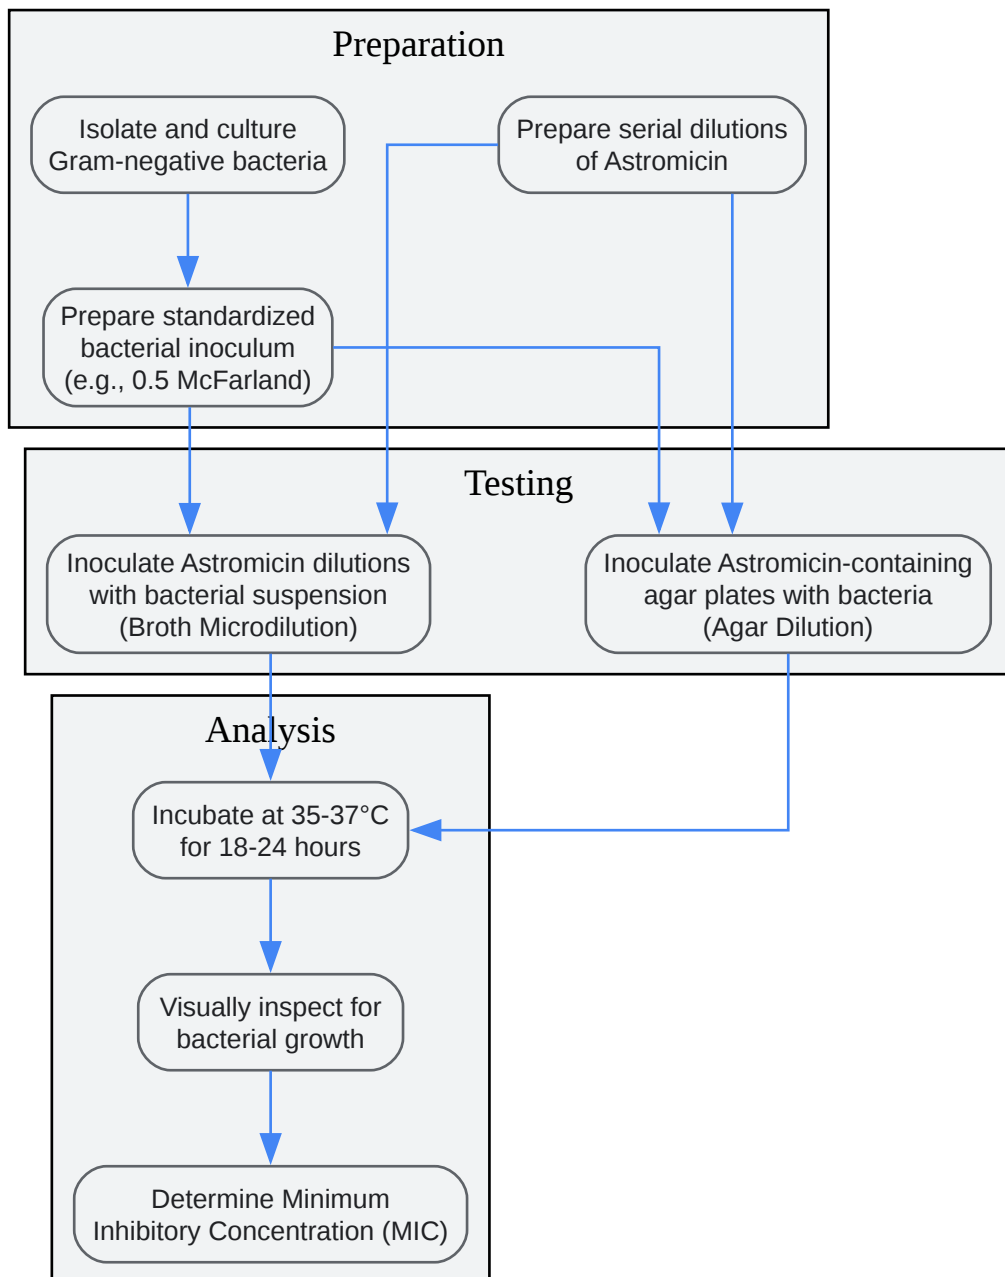 Preparation
Isolate and culture
Gram-negative bacteria
Prepare serial dilutions
of Astromicin
Prepare standardized
bacterial inoculum
(e.g., 0.5 McFarland)
Testing
Inoculate Astromicin dilutions
with bacterial suspension
(Broth Microdilution)
Inoculate Astromicin-containing
agar plates with bacteria
(Agar Dilution)
Analysis
Incubate at 35-37°C
for 18-24 hours
Visually inspect for
bacterial growth
Determine Minimum
Inhibitory Concentration (MIC)